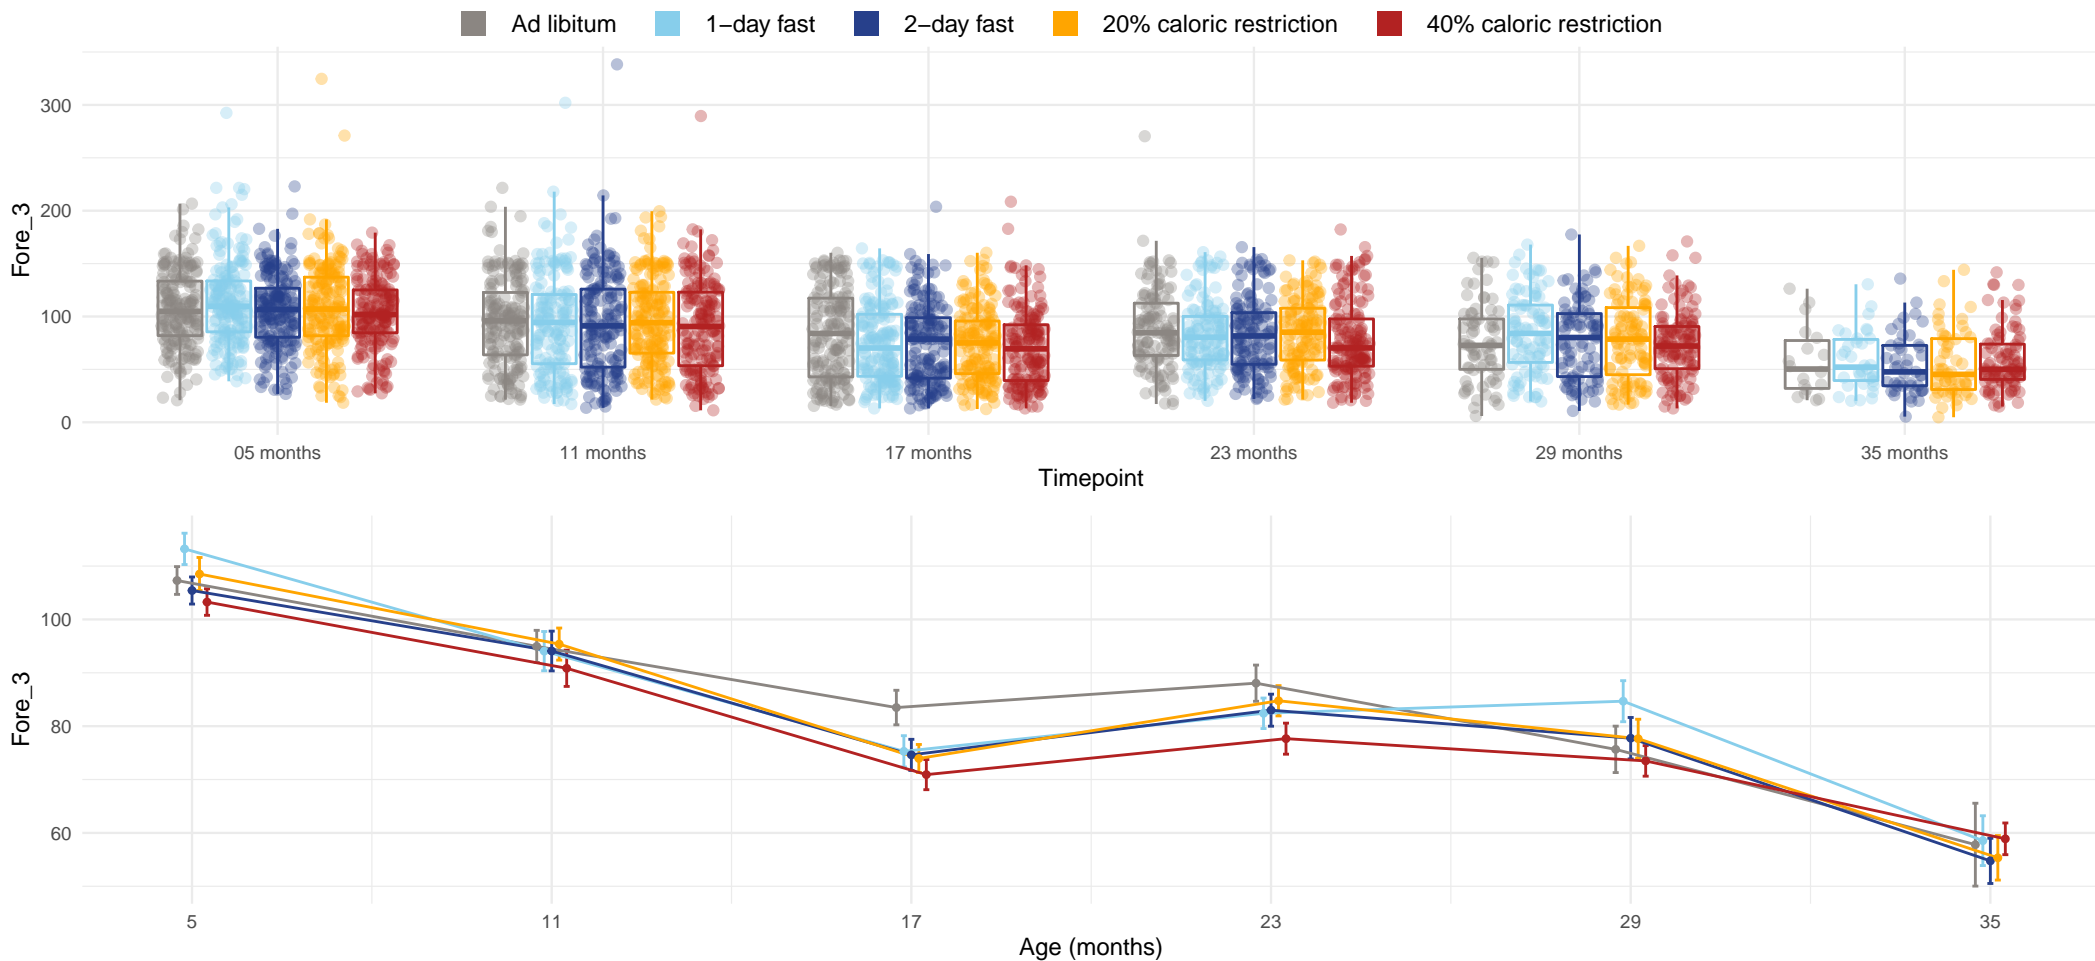 Ad libitum 1−day fast 2−day fast 20% caloric restriction 40% caloric restriction
300
200
100
0
Fore_3
05 months 11 months 17 months 23 months 29 months 35 months
Timepoint
100
80
60
Fore_3
5 11 17 23 29 35
Age (months)